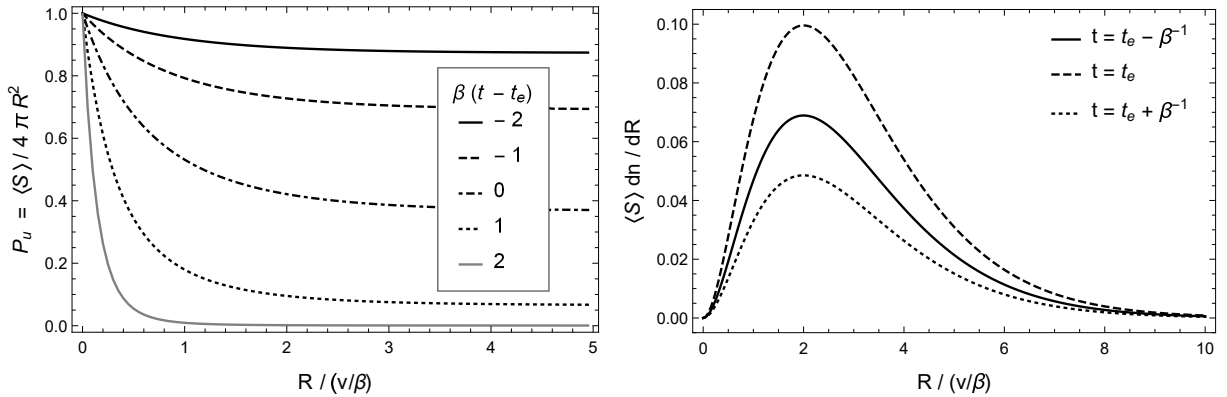 1.0
0.8
0.6
0.4
0.2
0.0
P_u = ⟨S⟩ / 4 π R²
β (t − t_e)
− 2
− 1
0
1
2
0 1 2 3 4 5
R / (v/β)
0.10
0.08
0.06
0.04
0.02
0.00
⟨S⟩ dn / dR
t = t_e − β⁻¹
t = t_e
t = t_e + β⁻¹
0 2 4 6 8 10
R / (v/β)